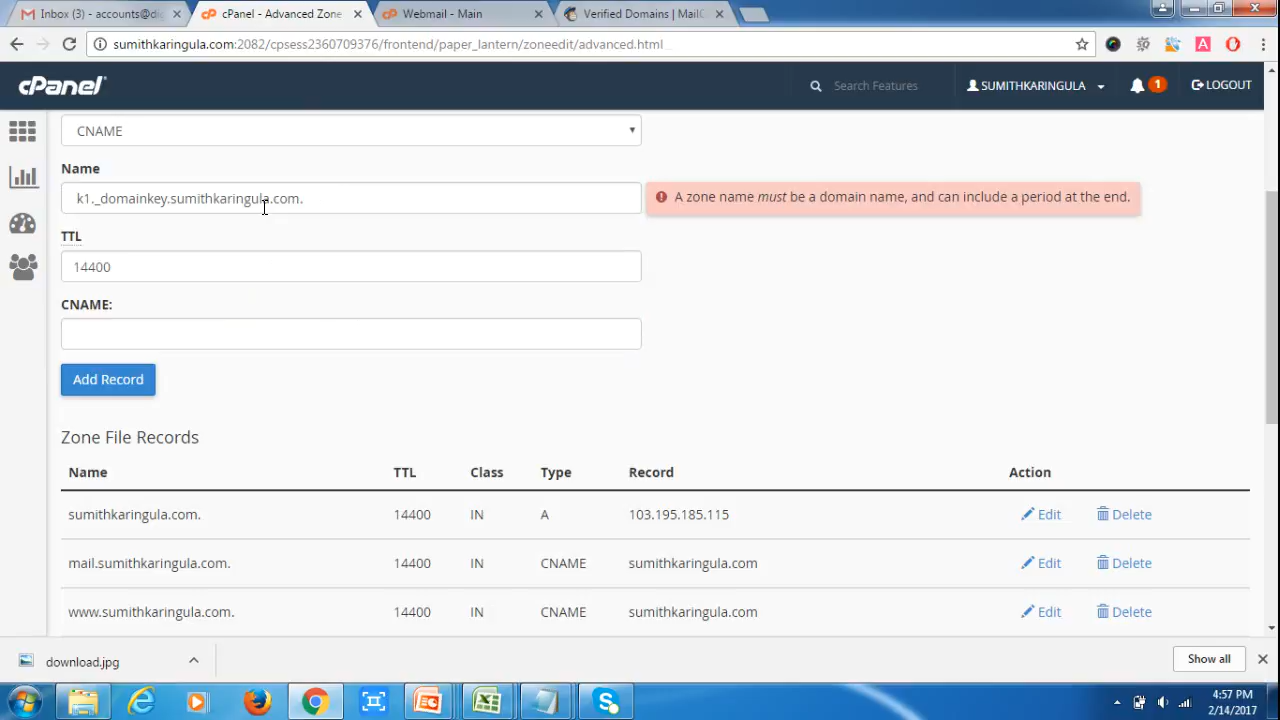 Inbox (3) - accounts@di
cPanel - Advanced Zone
Webmail - Main
Verified Domains | MailC
sumithkaringula.com:2082/cpsess2360709376/frontend/paper_tantern/zoneedit/advanced.html
cPanel
Search Features
SUMITHKARINGULA
1
LOGOUT
CNAME
Name
k1._domainkey.sumithkaringula.com.
A zone name must be a domain name, and can include a period at the end.
TTL
14400
CNAME:
Add Record
Zone File Records
Name TTL Class Type Record Action
sumithkaringula.com. 14400 IN A 103.195.185.115 Edit Delete
mail.sumithkaringula.com. 14400 IN CNAME sumithkaringula.com Edit Delete
www.sumithkaringula.com. 14400 IN CNAME sumithkaringula.com Edit Delete
download.jpg
Show all
4:57 PM
2/14/2017